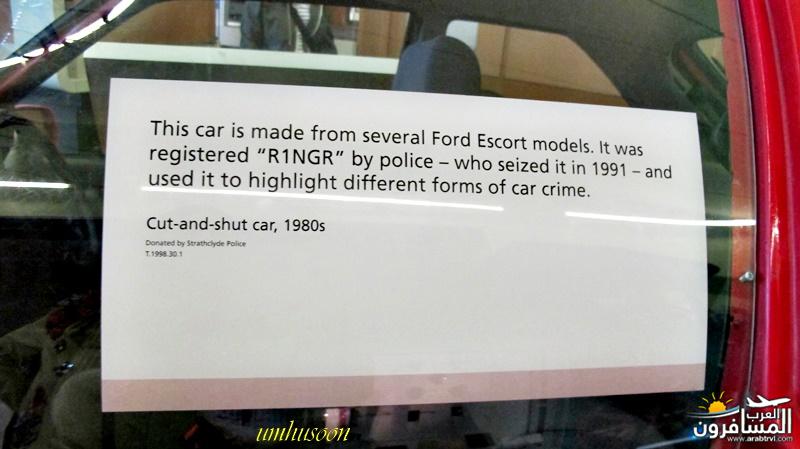 This car is made from several Ford Escort models. It was
registered “R1NGR” by police – who seized it in 1991 – and
used it to highlight different forms of car crime.
Cut-and-shut car, 1980s
Donated by Strathclyde Police
T.1998.30.1
umhusoon
العرب
المسافرون
www.arabtrvl.com